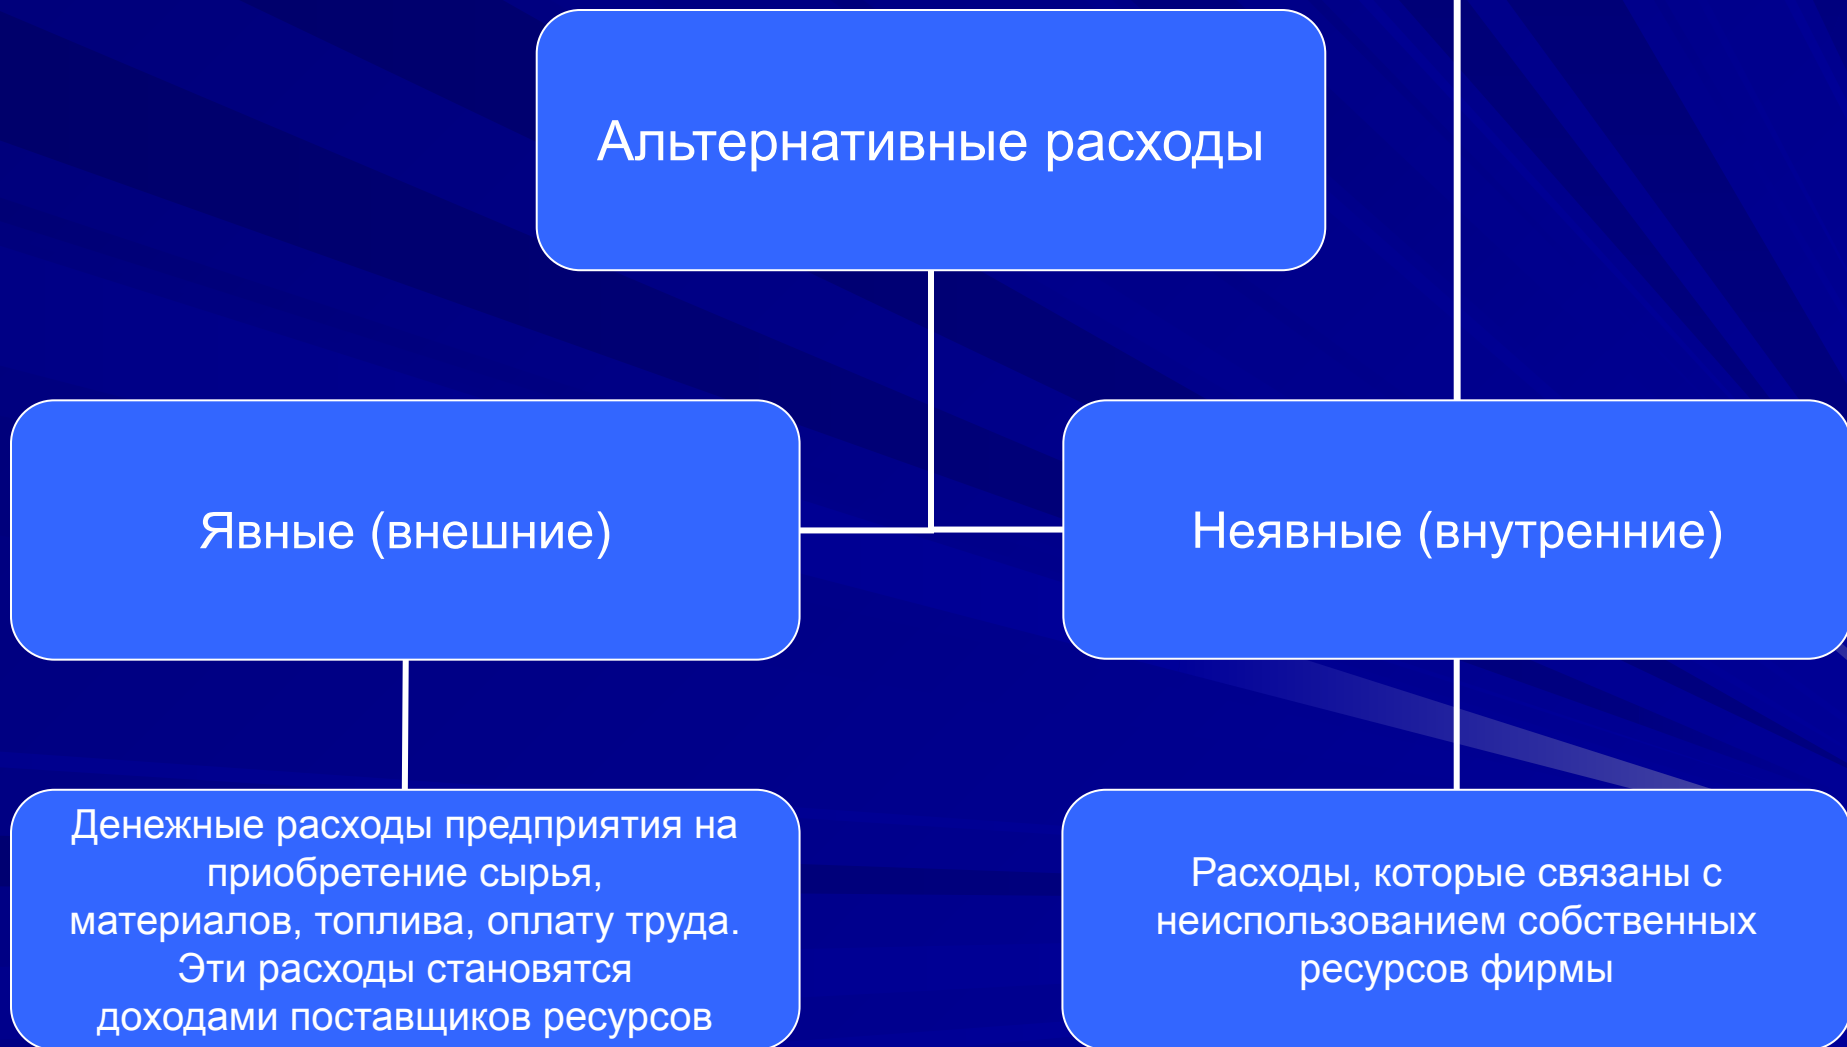 Альтернативные расходы
Явные (внешние)
Неявные (внутренние)
Денежные расходы предприятия на
приобретение сырья,
материалов, топлива, оплату труда.
Эти расходы становятся
доходами поставщиков ресурсов
Расходы, которые связаны с
неиспользованием собственных
ресурсов фирмы